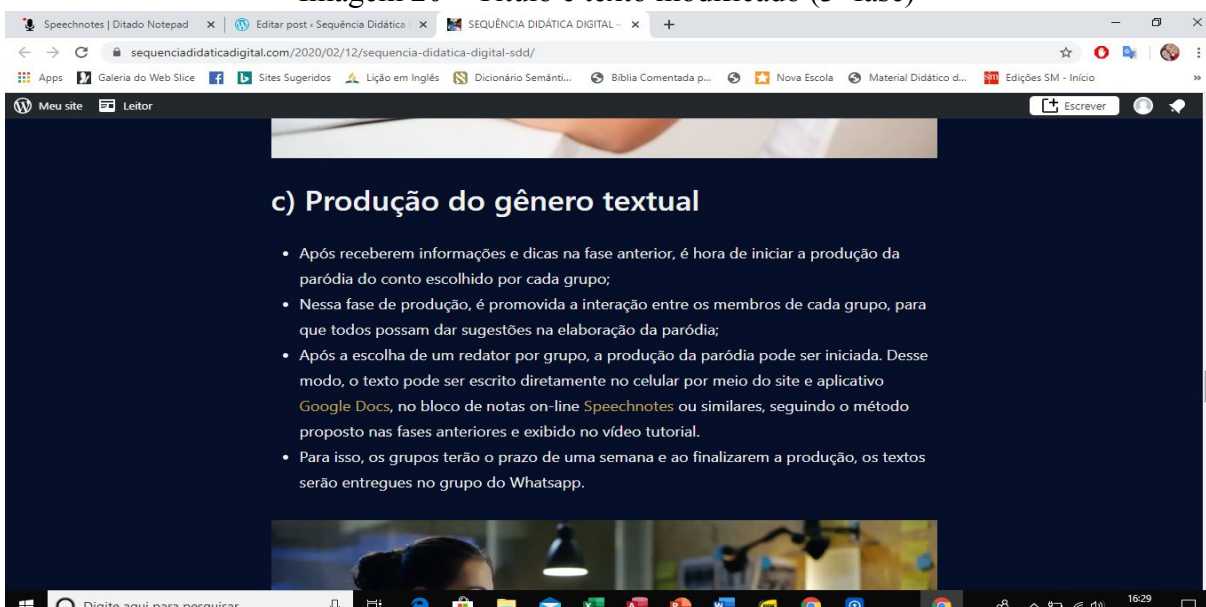 Imagem 20 – Título e texto modificado (3ª fase)
Speechnotes | Ditado Notepad
Editar post ‹ Sequência Didática
SEQUÊNCIA DIDÁTICA DIGITAL –
sequenciadidaticadigital.com/2020/02/12/sequencia-didatica-digital-sdd/
Apps Galeria do Web Slice Sites Sugeridos Lição em Inglês Dicionário Semânti... Bíblia Comentada p... Nova Escola Material Didático d... Edições SM - Início »
Meu site Leitor Escrever
c) Produção do gênero textual
• Após receberem informações e dicas na fase anterior, é hora de iniciar a produção da
paródia do conto escolhido por cada grupo;
• Nessa fase de produção, é promovida a interação entre os membros de cada grupo, para
que todos possam dar sugestões na elaboração da paródia;
• Após a escolha de um redator por grupo, a produção da paródia pode ser iniciada. Desse
modo, o texto pode ser escrito diretamente no celular por meio do site e aplicativo
Google Docs, no bloco de notas on-line Speechnotes ou similares, seguindo o método
proposto nas fases anteriores e exibido no vídeo tutorial.
• Para isso, os grupos terão o prazo de uma semana e ao finalizarem a produção, os textos
serão entregues no grupo do Whatsapp.
Digite aqui para pesquisar
16:29